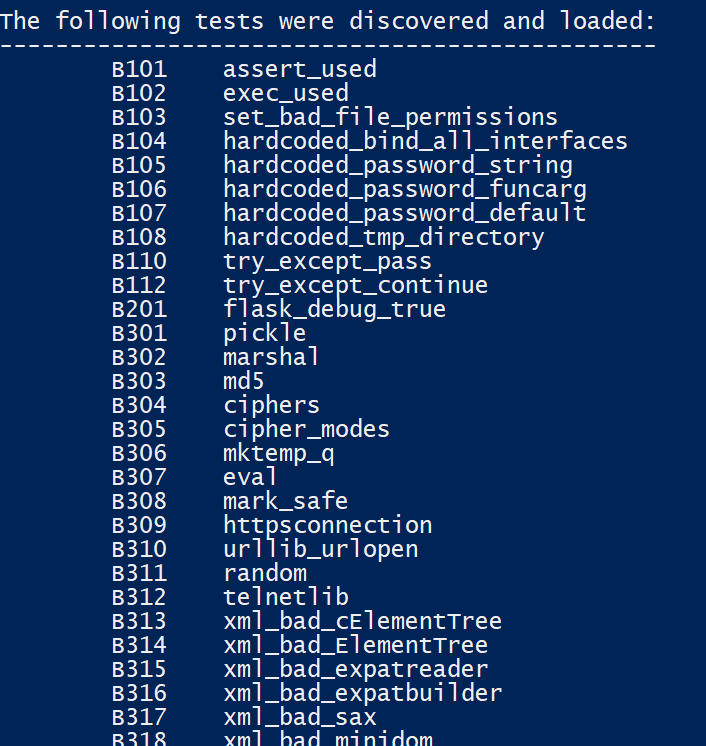 The following tests were discovered and loaded:
-----------------------------------------------
B101 assert_used
B102 exec_used
B103 set_bad_file_permissions
B104 hardcoded_bind_all_interfaces
B105 hardcoded_password_string
B106 hardcoded_password_funcarg
B107 hardcoded_password_default
B108 hardcoded_tmp_directory
B110 try_except_pass
B112 try_except_continue
B201 flask_debug_true
B301 pickle
B302 marshal
B303 md5
B304 ciphers
B305 cipher_modes
B306 mktemp_q
B307 eval
B308 mark_safe
B309 httpsconnection
B310 urllib_urlopen
B311 random
B312 telnetlib
B313 xml_bad_cElementTree
B314 xml_bad_ElementTree
B315 xml_bad_expatreader
B316 xml_bad_expatbuilder
B317 xml_bad_sax
B318 xml_bad_minidom